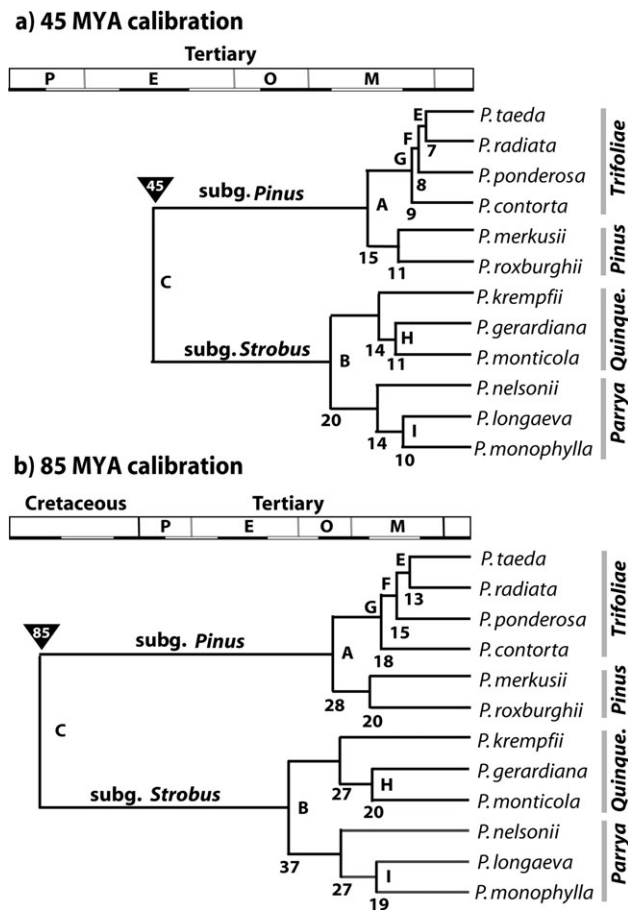 a) 45 MYA calibration
Tertiary
P E O M
E P. taeda
F 7 P. radiata
G 8 P. ponderosa
45 subg. Pinus A 9 P. contorta
Trifoliae
15 P. merkusii
11 P. roxburghii
Pinus
C
P. krempfii
14 H P. gerardiana
subg. Strobus B 11 P. monticola
Quinque.
20 P. nelsonii
14 I P. longaeva
10 P. monophylla
Parrya
b) 85 MYA calibration
Cretaceous Tertiary
P E O M
E P. taeda
F 13 P. radiata
G 15 P. ponderosa
85 subg. Pinus A 18 P. contorta
Trifoliae
28 P. merkusii
20 P. roxburghii
Pinus
C
P. krempfii
27 H P. gerardiana
subg. Strobus B 20 P. monticola
Quinque.
37 P. nelsonii
27 I P. longaeva
19 P. monophylla
Parrya